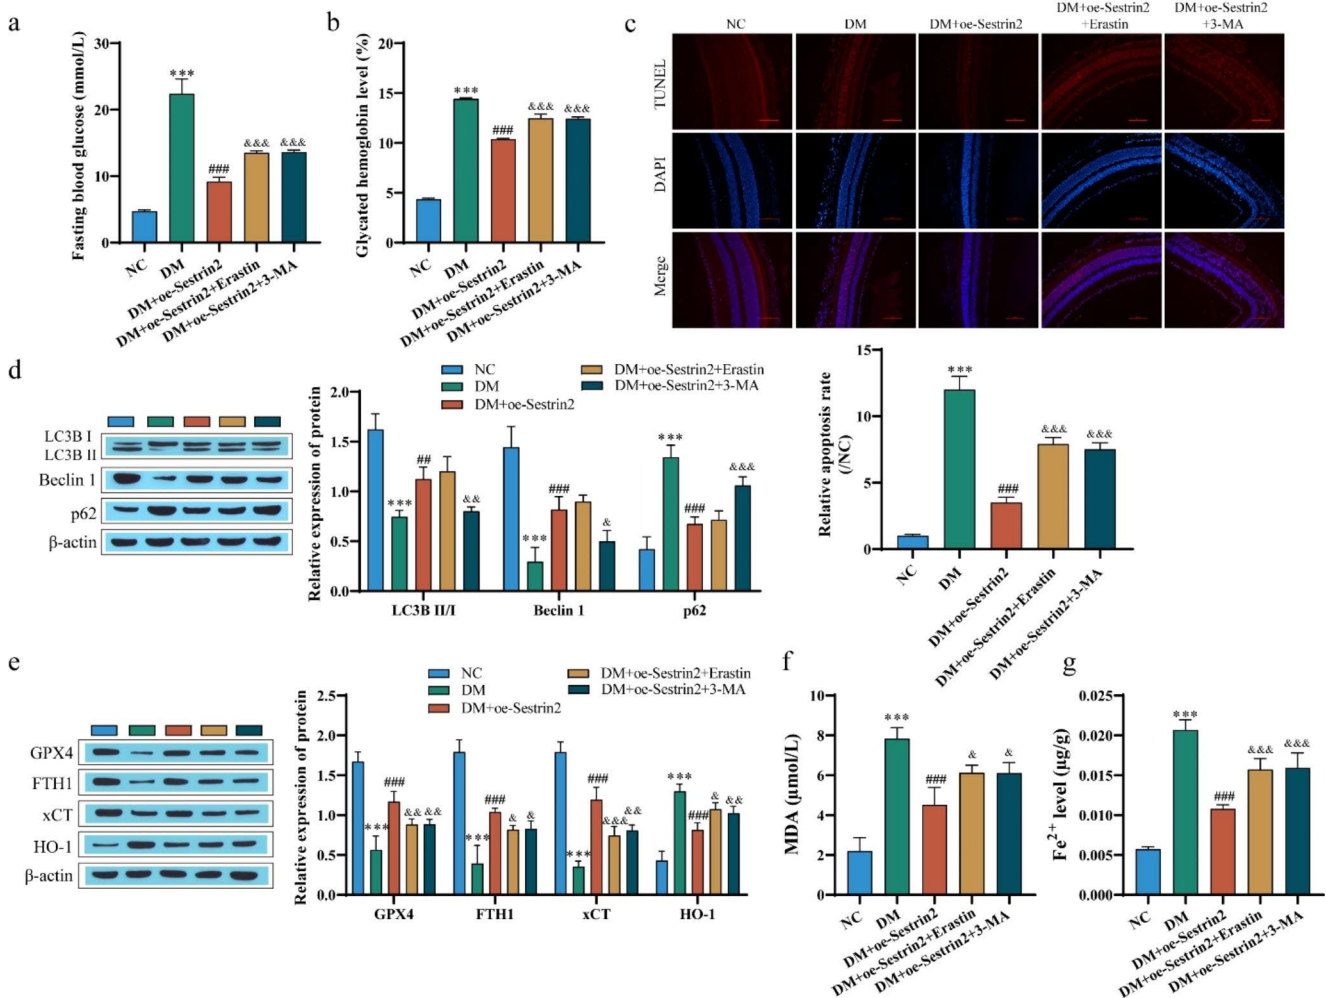 a
Fasting blood glucose (mmol/L)
30
20
10
0
***
###
&&&
&&&
NC
DM
DM+oe-Sestrin2
DM+oe-Sestrin2+Erastin
DM+oe-Sestrin2+3-MA
b
Glycated hemoglobin level (%)
20
15
10
5
0
***
###
&&&
&&&
NC
DM
DM+oe-Sestrin2
DM+oe-Sestrin2+Erastin
DM+oe-Sestrin2+3-MA
c
NC
DM
DM+oe-Sestrin2
DM+oe-Sestrin2
+Erastin
DM+oe-Sestrin2
+3-MA
TUNEL
DAPI
Merge
Relative apoptosis rate
(/NC)
15
10
5
0
***
###
&&&
&&&
NC
DM
DM+oe-Sestrin2
DM+oe-Sestrin2+Erastin
DM+oe-Sestrin2+3-MA
d
LC3B I
LC3B II
Beclin 1
p62
β-actin
NC
DM
DM+oe-Sestrin2
DM+oe-Sestrin2+Erastin
DM+oe-Sestrin2+3-MA
Relative expression of protein
2.0
1.5
1.0
0.5
0.0
***
##
&&
***
###
&
***
###
&&&
LC3B II/I
Beclin 1
p62
e
GPX4
FTH1
xCT
HO-1
β-actin
NC
DM
DM+oe-Sestrin2
DM+oe-Sestrin2+Erastin
DM+oe-Sestrin2+3-MA
Relative expression of protein
2.5
2.0
1.5
1.0
0.5
0.0
***
###
&&
&&
***
###
&
&
***
###
&&&
&&
***
###
&
&&
GPX4
FTH1
xCT
HO-1
f
MDA (μmol/L)
10
8
6
4
2
0
***
###
&
&
NC
DM
DM+oe-Sestrin2
DM+oe-Sestrin2+Erastin
DM+oe-Sestrin2+3-MA
g
Fe²⁺ level (μg/g)
0.025
0.020
0.015
0.010
0.005
0.000
***
###
&&&
&&&
NC
DM
DM+oe-Sestrin2
DM+oe-Sestrin2+Erastin
DM+oe-Sestrin2+3-MA